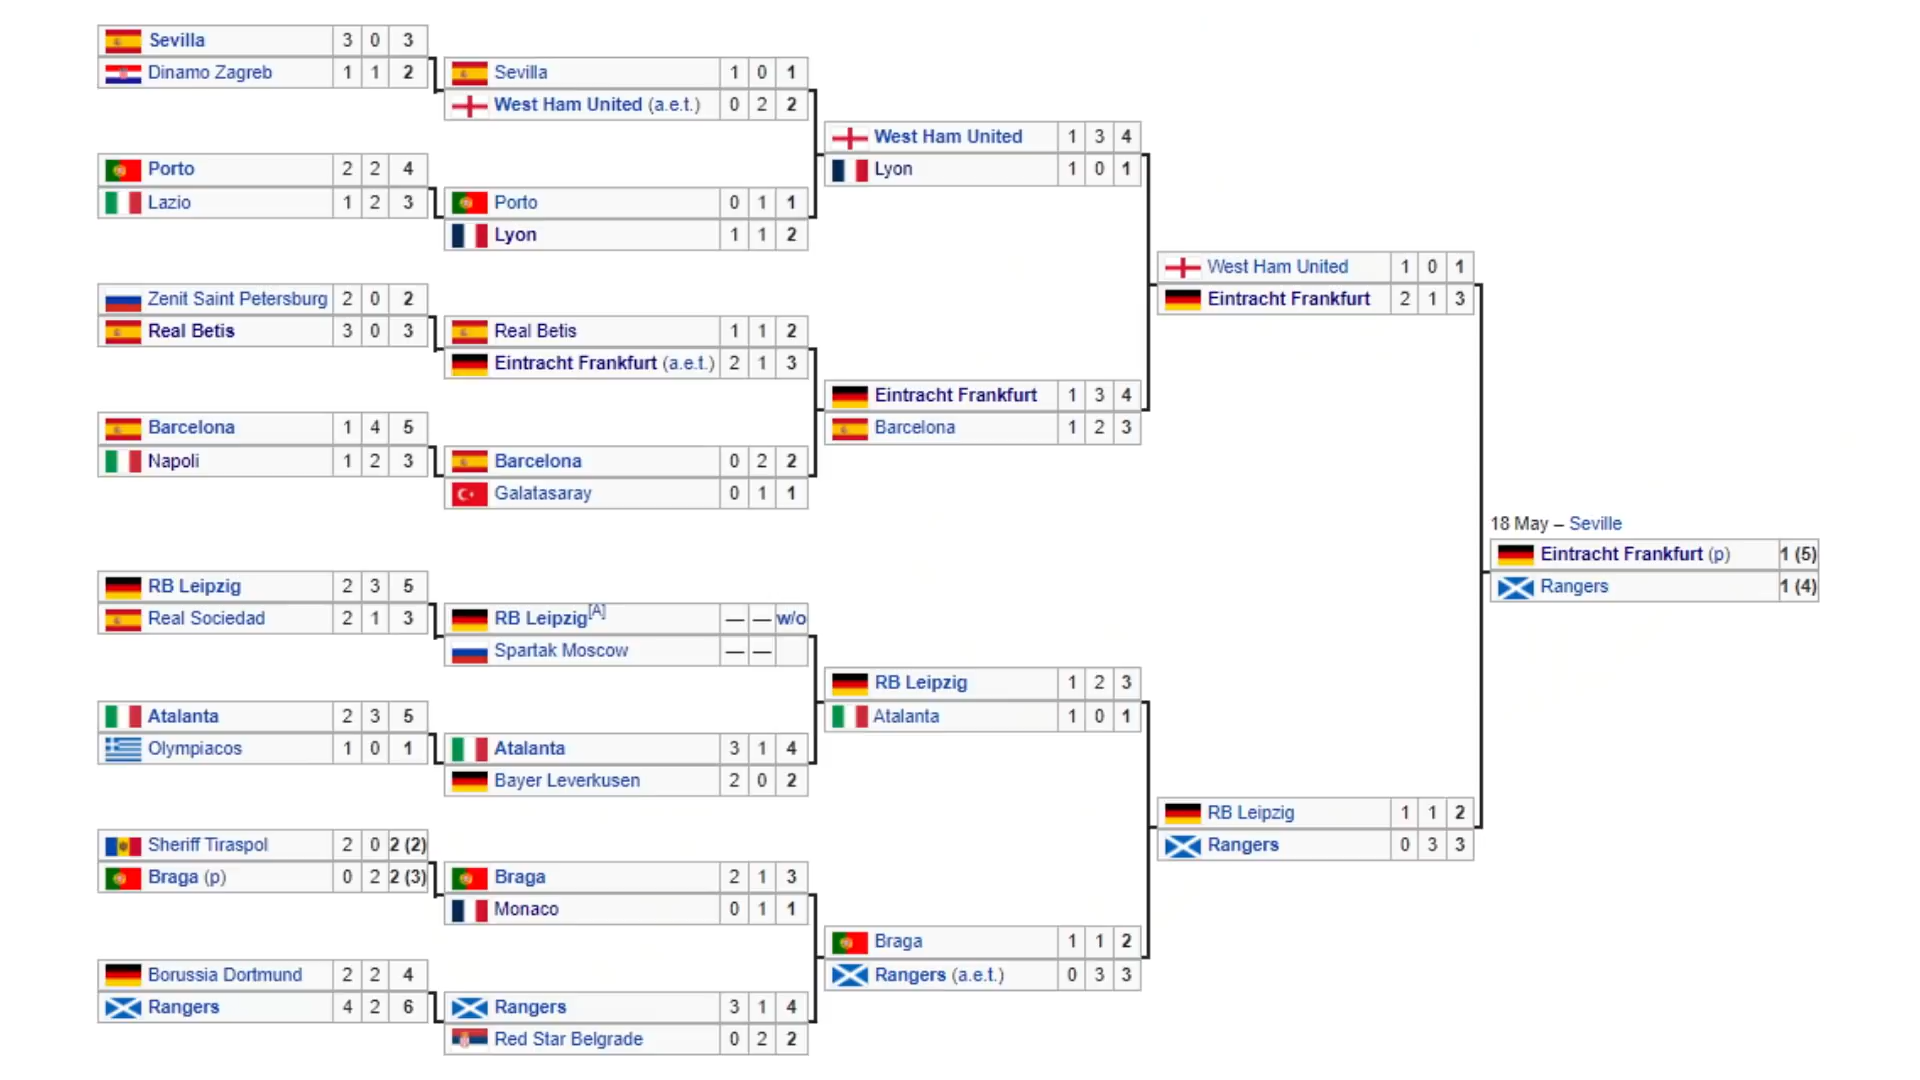 Sevilla 3 0 3
Dinamo Zagreb 1 1 2
Porto 2 2 4
Lazio 1 2 3
Zenit Saint Petersburg 2 0 2
Real Betis 3 0 3
Barcelona 1 4 5
Napoli 1 2 3
RB Leipzig 2 3 5
Real Sociedad 2 1 3
Atalanta 2 3 5
Olympiacos 1 0 1
Sheriff Tiraspol 2 0 2 (2)
Braga (p) 0 2 2 (3)
Borussia Dortmund 2 2 4
Rangers 4 2 6
Sevilla 1 0 1
West Ham United (a.e.t.) 0 2 2
Porto 0 1 1
Lyon 1 1 2
Real Betis 1 1 2
Eintracht Frankfurt (a.e.t.) 2 1 3
Barcelona 0 2 2
Galatasaray 0 1 1
RB Leipzig[A] — — w/o
Spartak Moscow — —
Atalanta 3 1 4
Bayer Leverkusen 2 0 2
Braga 2 1 3
Monaco 0 1 1
Rangers 3 1 4
Red Star Belgrade 0 2 2
West Ham United 1 3 4
Lyon 1 0 1
Eintracht Frankfurt 1 3 4
Barcelona 1 2 3
RB Leipzig 1 2 3
Atalanta 1 0 1
Braga 1 1 2
Rangers (a.e.t.) 0 3 3
West Ham United 1 0 1
Eintracht Frankfurt 2 1 3
RB Leipzig 1 1 2
Rangers 0 3 3
18 May – Seville
Eintracht Frankfurt (p) 1 (5)
Rangers 1 (4)